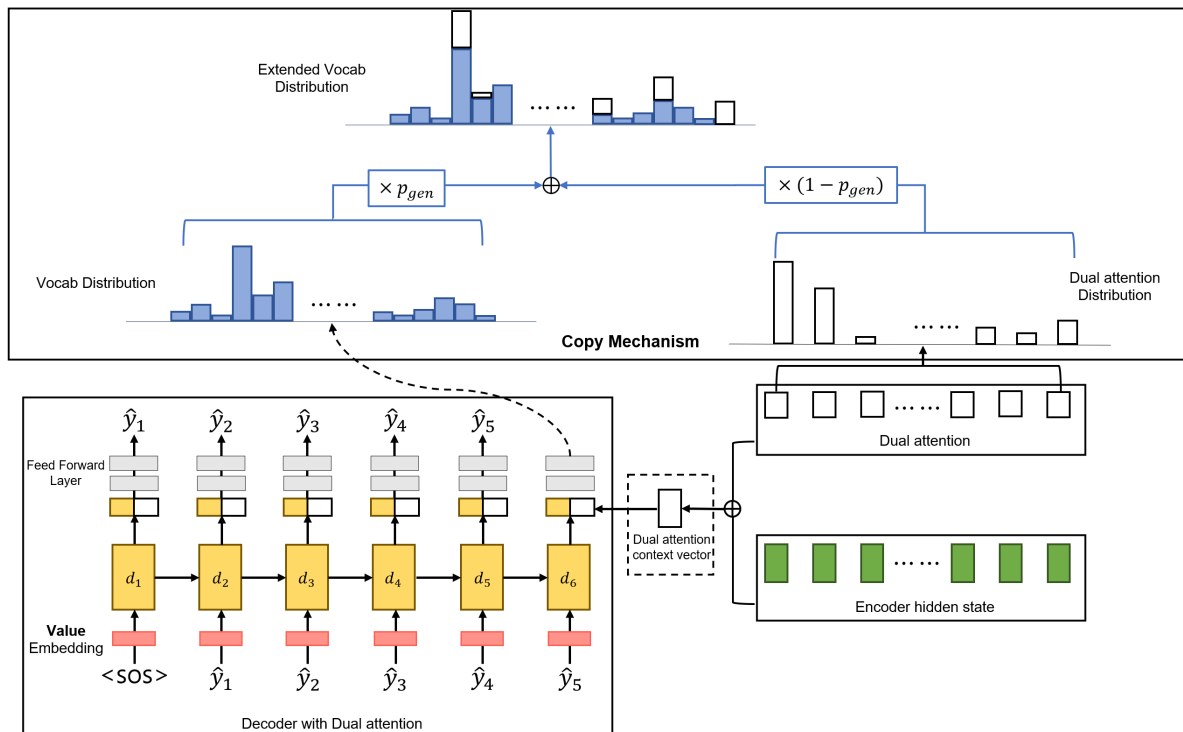 Extended Vocab
Distribution
…
…
× p_gen
× (1 − p_gen)
Vocab Distribution
…
…
Dual attention
Distribution
…
…
Copy Mechanism
ŷ₁ ŷ₂ ŷ₃ ŷ₄ ŷ₅
Feed Forward
Layer
d₁ d₂ d₃ d₄ d₅ d₆
Value
Embedding
<SOS> ŷ₁ ŷ₂ ŷ₃ ŷ₄ ŷ₅
Decoder with Dual attention
Dual attention
context vector
…
…
Dual attention
…
…
Encoder hidden state